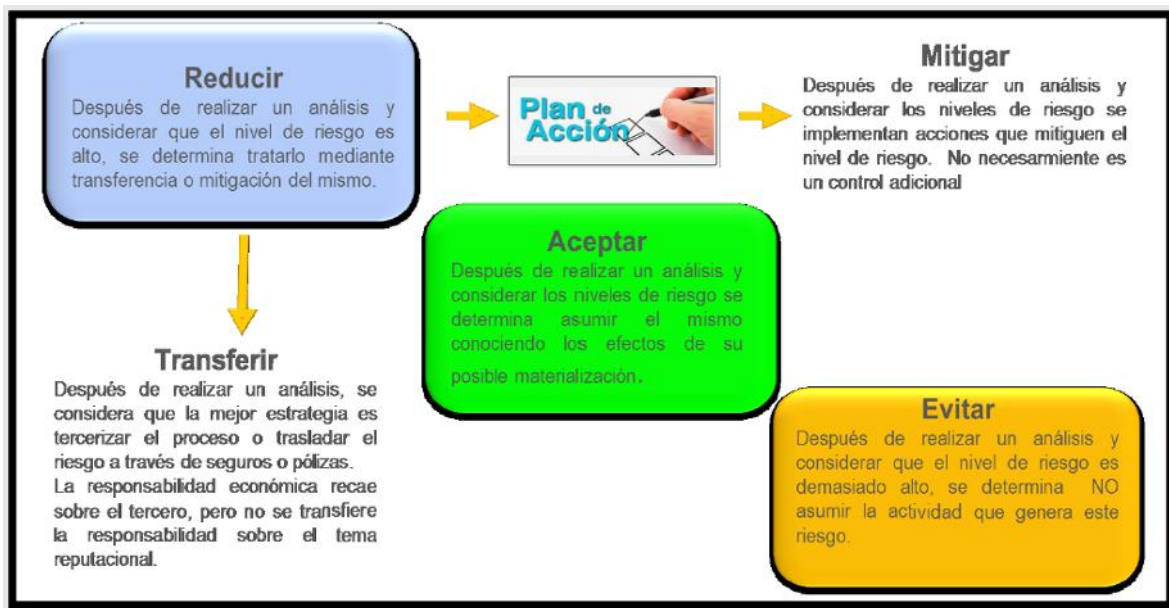 Reducir
Después de realizar un análisis y
considerar que el nivel de riesgo es
alto, se determina tratarlo mediante
transferencia o mitigación del mismo.
Plan de
Acción
Mitigar
Después de realizar un análisis y
considerar los niveles de riesgo se
implementan acciones que mitiguen el
nivel de riesgo. No necesarmiente es
un control adicional
Aceptar
Después de realizar un análisis y
considerar los niveles de riesgo se
determina asumir el mismo
conociendo los efectos de su
posible materialización.
Transferir
Después de realizar un análisis, se
considera que la mejor estrategia es
tercerizar el proceso o trasladar el
riesgo a través de seguros o pólizas.
La responsabilidad económica recae
sobre el tercero, pero no se transfiere
la responsabilidad sobre el tema
reputacional.
Evitar
Después de realizar un análisis y
considerar que el nivel de riesgo es
demasiado alto, se determina NO
asumir la actividad que genera este
riesgo.